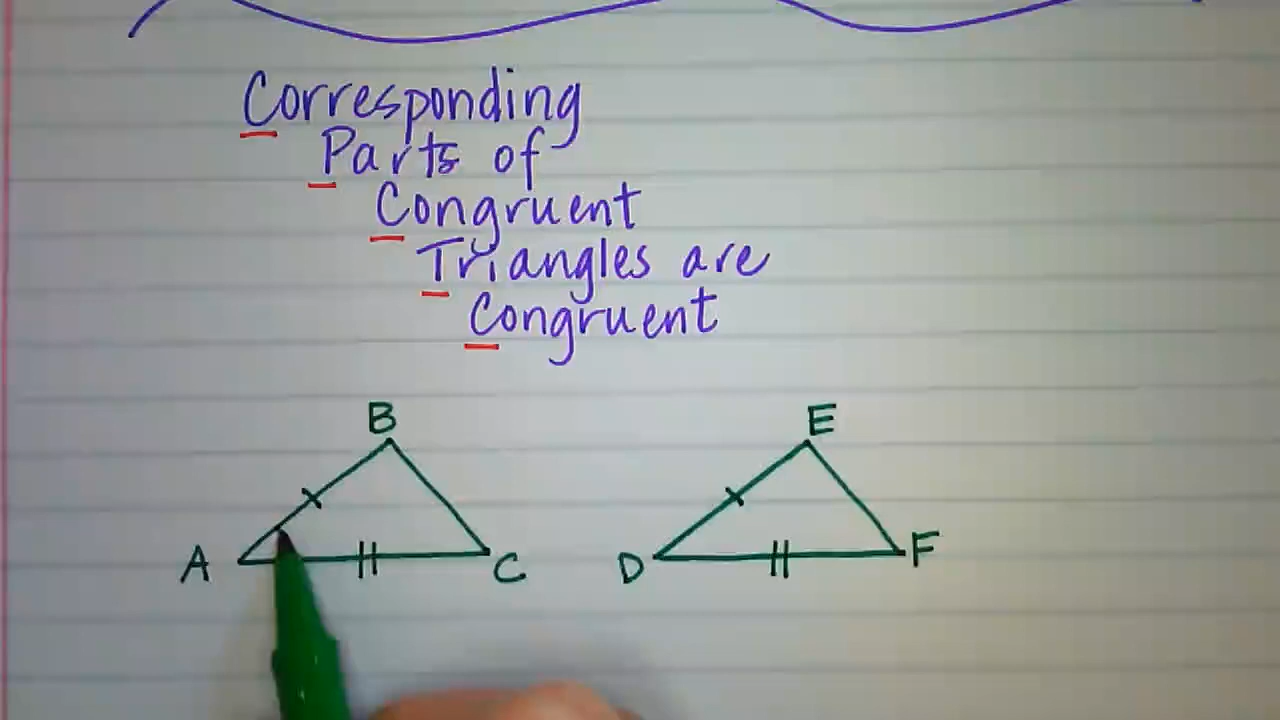 Corresponding
Parts of
Congruent
Triangles are
Congruent
B E
A C D F